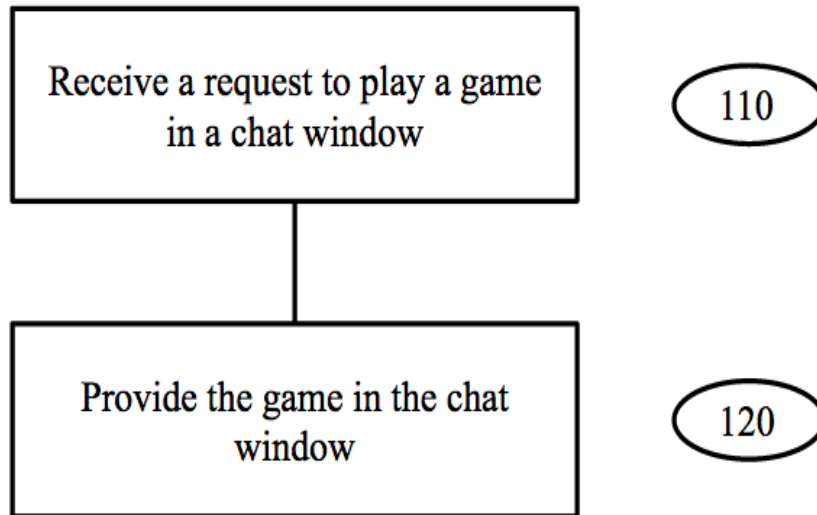 Receive a request to play a game
in a chat window
110
Provide the game in the chat
window
120